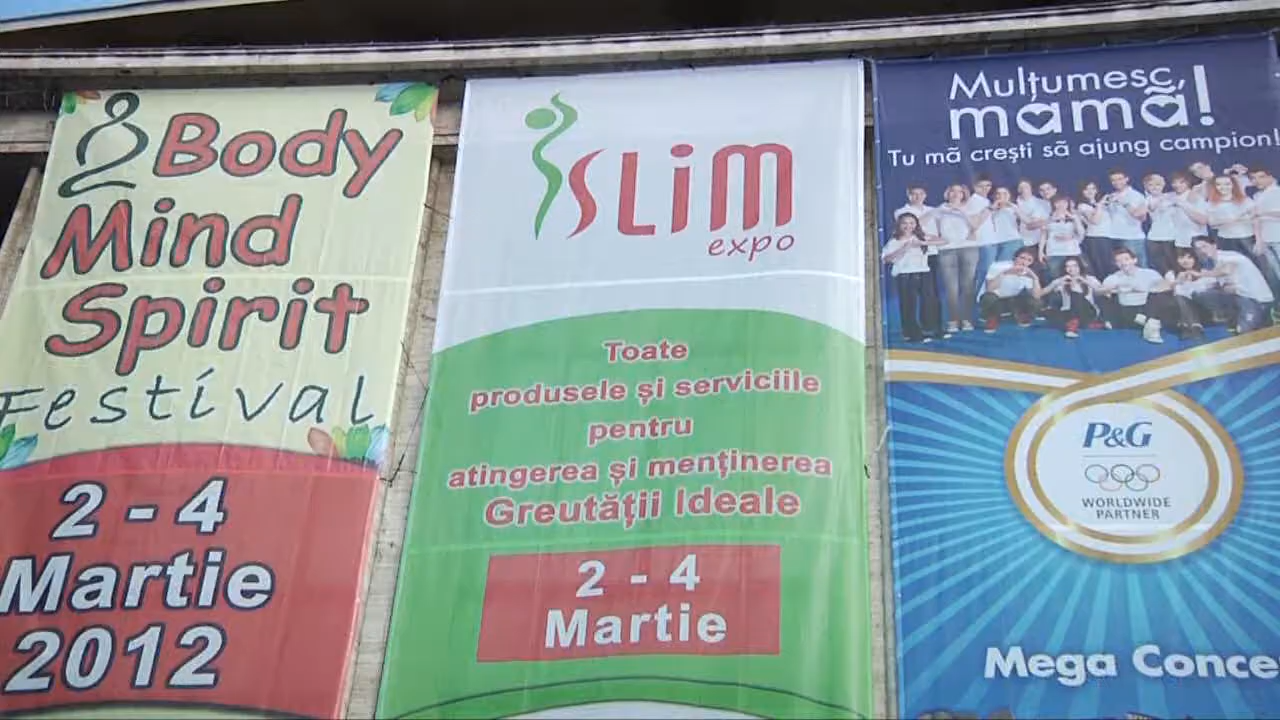 Body
Mind
Spirit
Festival
2 - 4
Martie
2012
SLiM
expo
Toate
produsele și serviciile
pentru
atingerea și menținerea
Greutății Ideale
2 - 4
Martie
Mulțumesc,
mamă!
Tu mă crești să ajung campion!
P&G
WORLDWIDE
PARTNER
Mega Conce